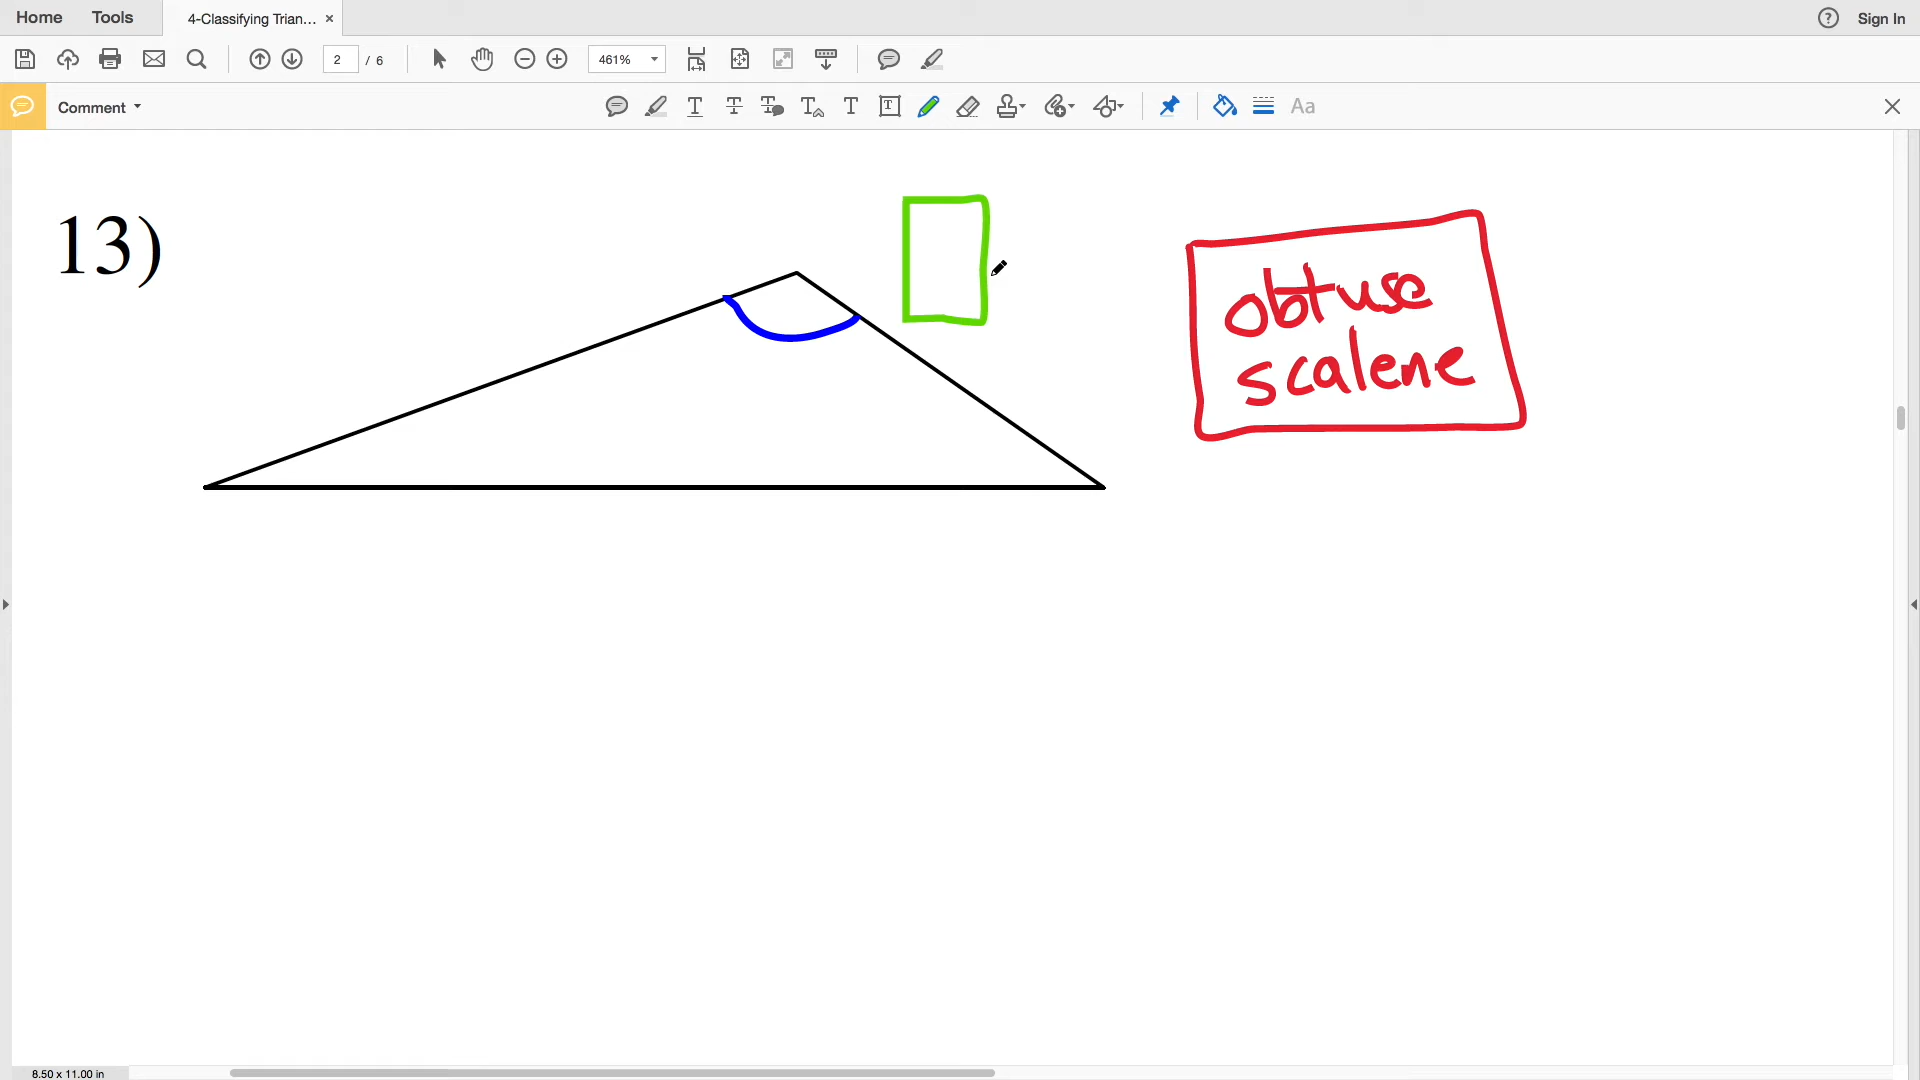 Home Tools 4-Classifying Trian... × ? Sign In
2 / 6 461%
Comment T T T T T T Aa
13)
obtuse
scalene
8.50 x 11.00 in